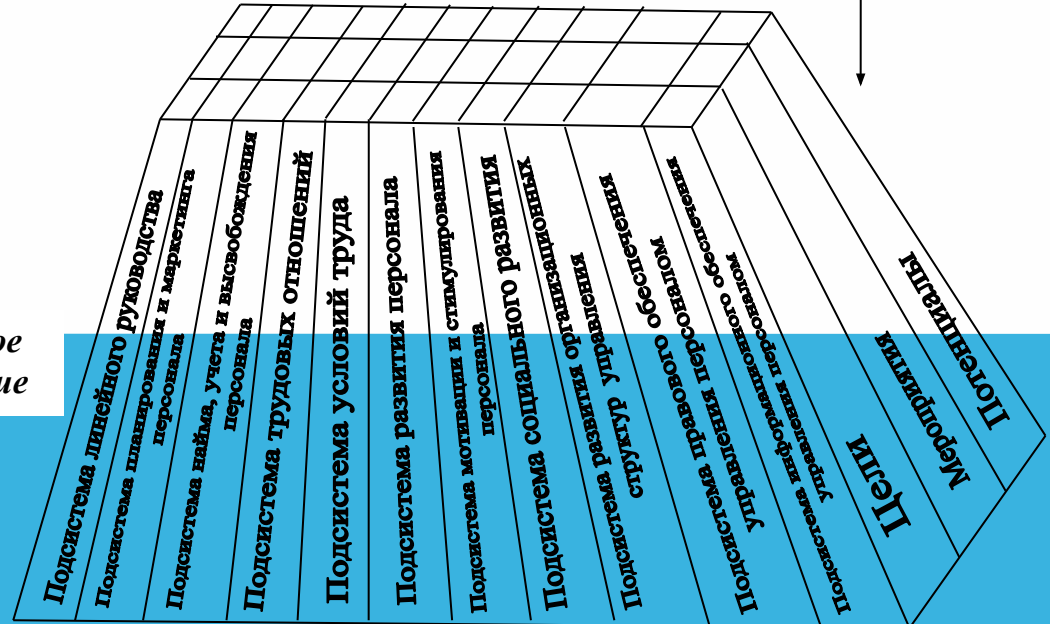 ое
ие
Подсистема линейного руководства
Подсистема планирования и маркетинга
персонала
Подсистема найма, учета и высвобождения
персонала
Подсистема трудовых отношений
Подсистема условий труда
Подсистема развития персонала
Подсистема мотивации и стимулирования
персонала
Подсистема социального развития
Подсистема развития организационных
структур управления
Подсистема правового обеспечения
управления персоналом
Подсистема информационного обеспечения
управления персоналом
Цели
Мероприятия
Потенциалы